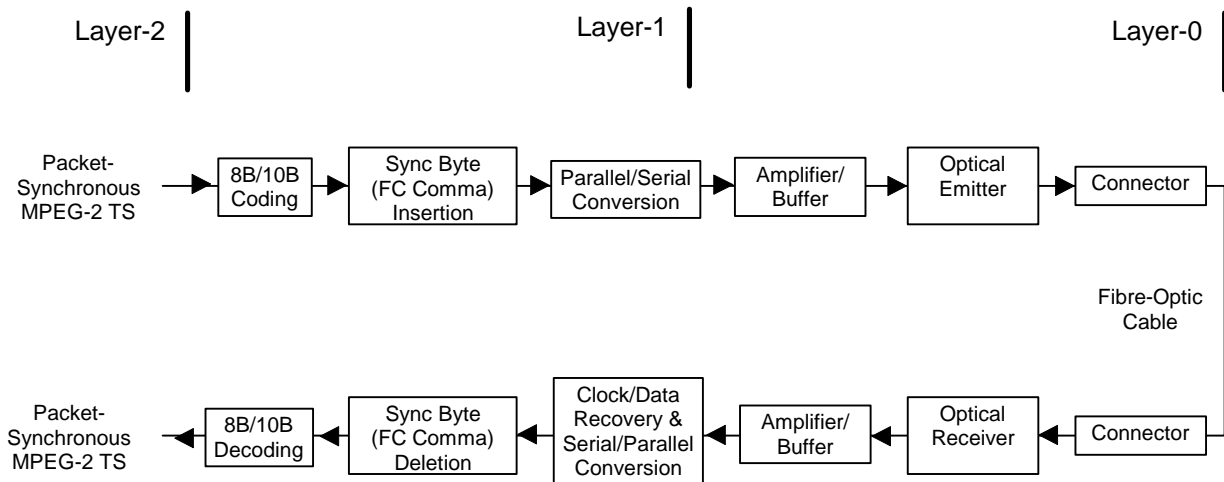 Layer-2
Layer-1
Layer-0
Packet-
Synchronous
MPEG-2 TS
8B/10B
Coding
Sync Byte
(FC Comma)
Insertion
Parallel/Serial
Conversion
Amplifier/
Buffer
Optical
Emitter
Connector
Fibre-Optic
Cable
Packet-
Synchronous
MPEG-2 TS
8B/10B
Decoding
Sync Byte
(FC Comma)
Deletion
Clock/Data
Recovery &
Serial/Parallel
Conversion
Amplifier/
Buffer
Optical
Receiver
Connector